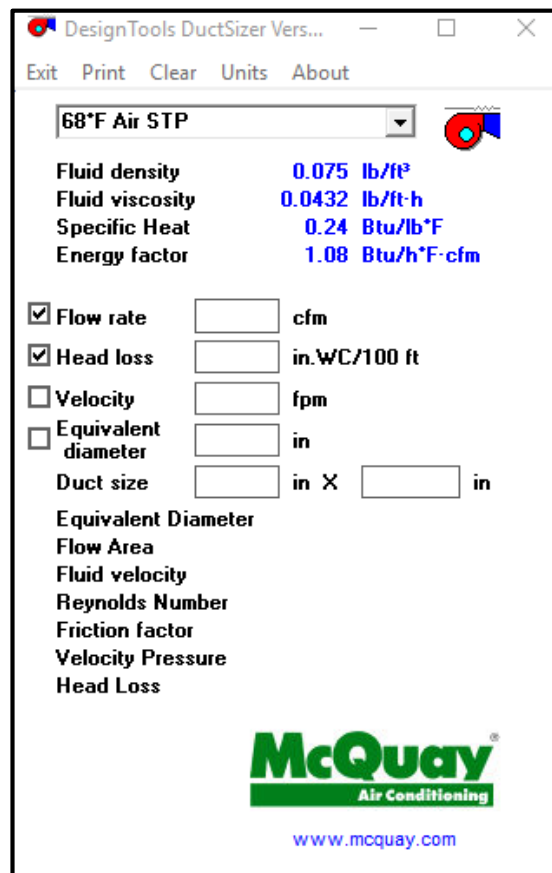 DesignTools DuctSizer Vers...
Exit Print Clear Units About
68°F Air STP
Fluid density 0.075 lb/ft³
Fluid viscosity 0.0432 lb/ft·h
Specific Heat 0.24 Btu/lb°F
Energy factor 1.08 Btu/h°F·cfm
Flow rate cfm
Head loss in.WC/100 ft
Velocity fpm
Equivalent
diameter in
Duct size in X in
Equivalent Diameter
Flow Area
Fluid velocity
Reynolds Number
Friction factor
Velocity Pressure
Head Loss
McQuay®
Air Conditioning
www.mcquay.com